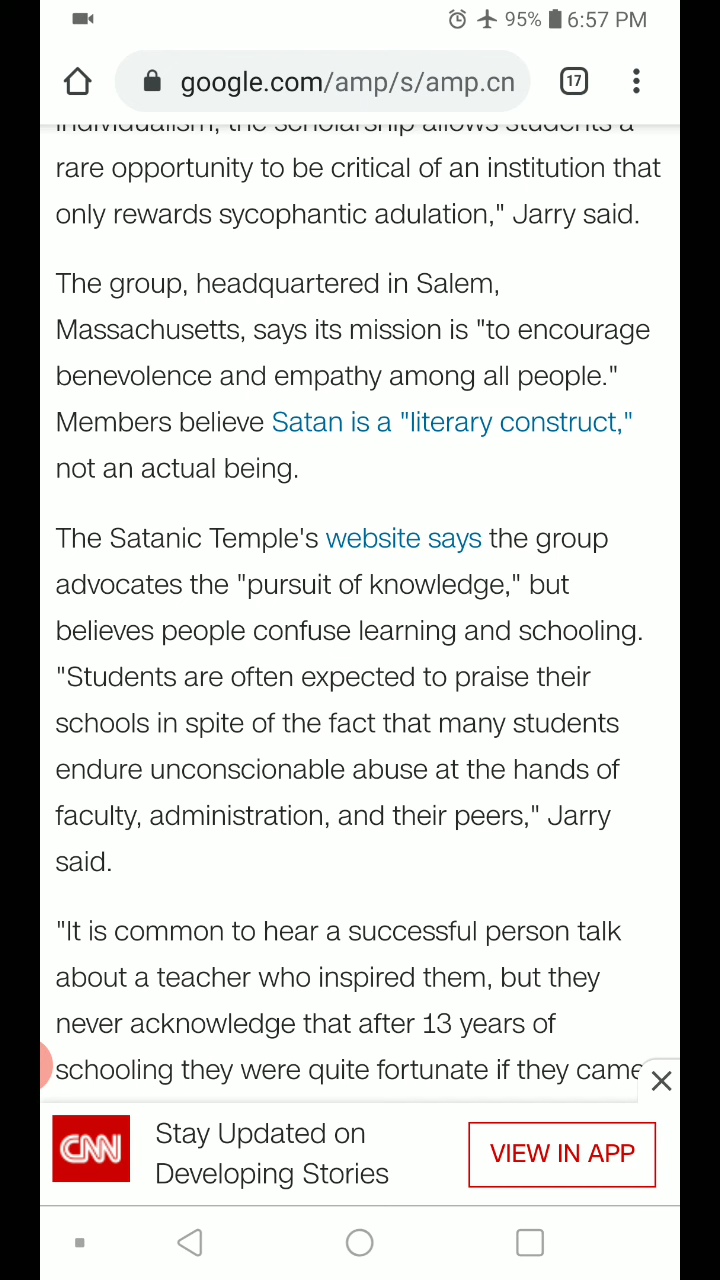 95% 6:57 PM
google.com/amp/s/amp.cn
17
individualism, the scholarship allows students a
rare opportunity to be critical of an institution that
only rewards sycophantic adulation," Jarry said.
The group, headquartered in Salem,
Massachusetts, says its mission is "to encourage
benevolence and empathy among all people."
Members believe Satan is a "literary construct,"
not an actual being.
The Satanic Temple's website says the group
advocates the "pursuit of knowledge," but
believes people confuse learning and schooling.
"Students are often expected to praise their
schools in spite of the fact that many students
endure unconscionable abuse at the hands of
faculty, administration, and their peers," Jarry
said.
"It is common to hear a successful person talk
about a teacher who inspired them, but they
never acknowledge that after 13 years of
schooling they were quite fortunate if they came
CNN
Stay Updated on
Developing Stories
VIEW IN APP